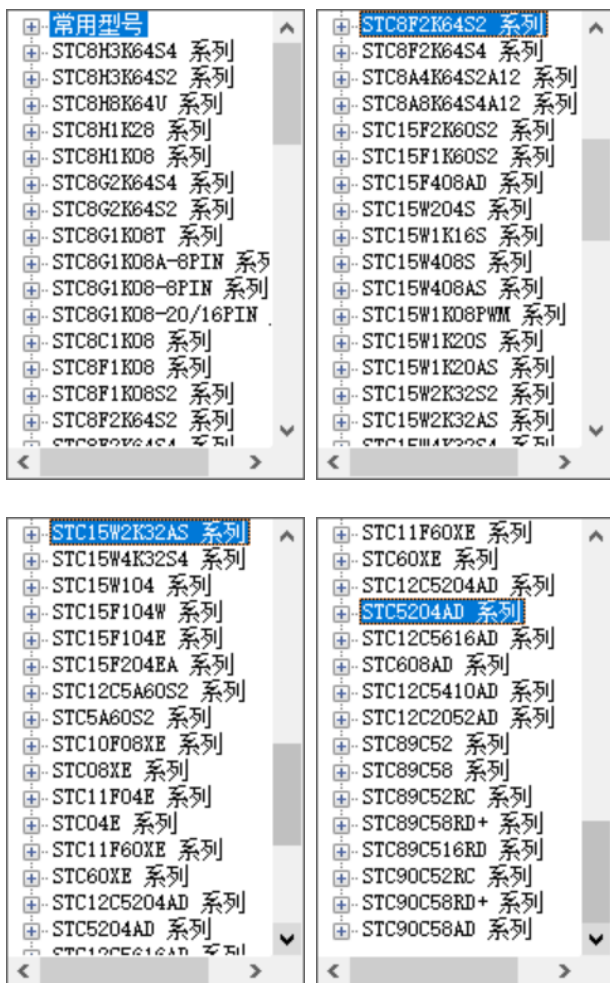 常用型号
STC8H3K64S4 系列
STC8H3K64S2 系列
STC8H8K64U 系列
STC8H1K28 系列
STC8H1K08 系列
STC8G2K64S4 系列
STC8G2K64S2 系列
STC8G1K08T 系列
STC8G1K08A-8PIN 系列
STC8G1K08-8PIN 系列
STC8G1K08-20/16PIN
STC8C1K08 系列
STC8F1K08 系列
STC8F1K08S2 系列
STC8F2K64S2 系列
STC8F2K64S4 系列
STC8F2K64S2 系列
STC8F2K64S4 系列
STC8A4K64S2A12 系列
STC8A8K64S4A12 系列
STC15F2K60S2 系列
STC15F1K60S2 系列
STC15F408AD 系列
STC15W204S 系列
STC15W1K16S 系列
STC15W408S 系列
STC15W408AS 系列
STC15W1K08PWM 系列
STC15W1K20S 系列
STC15W1K20AS 系列
STC15W2K32S2 系列
STC15W2K32AS 系列
STC15W4K32S4 系列
STC15W2K32AS 系列
STC15W4K32S4 系列
STC15W104 系列
STC15F104W 系列
STC15F104E 系列
STC15F204EA 系列
STC12C5A60S2 系列
STC5A60S2 系列
STC10F08XE 系列
STC08XE 系列
STC11F04E 系列
STC04E 系列
STC11F60XE 系列
STC60XE 系列
STC12C5204AD 系列
STC5204AD 系列
STC12C5616AD 系列
STC11F60XE 系列
STC60XE 系列
STC12C5204AD 系列
STC5204AD 系列
STC12C5616AD 系列
STC608AD 系列
STC12C5410AD 系列
STC12C2052AD 系列
STC89C52 系列
STC89C58 系列
STC89C52RC 系列
STC89C58RD+ 系列
STC89C516RD 系列
STC90C52RC 系列
STC90C58RD+ 系列
STC90C58AD 系列